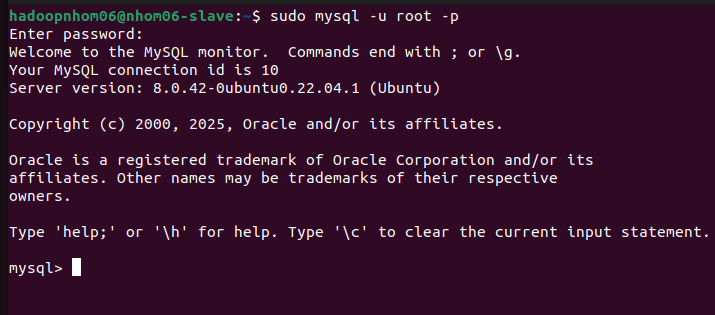 hadoopnhom06@nhom06-slave:~$ sudo mysql -u root -p
Enter password:
Welcome to the MySQL monitor.  Commands end with ; or \g.
Your MySQL connection id is 10
Server version: 8.0.42-0ubuntu0.22.04.1 (Ubuntu)

Copyright (c) 2000, 2025, Oracle and/or its affiliates.

Oracle is a registered trademark of Oracle Corporation and/or its
affiliates. Other names may be trademarks of their respective
owners.

Type 'help;' or '\h' for help. Type '\c' to clear the current input statement.

mysql>